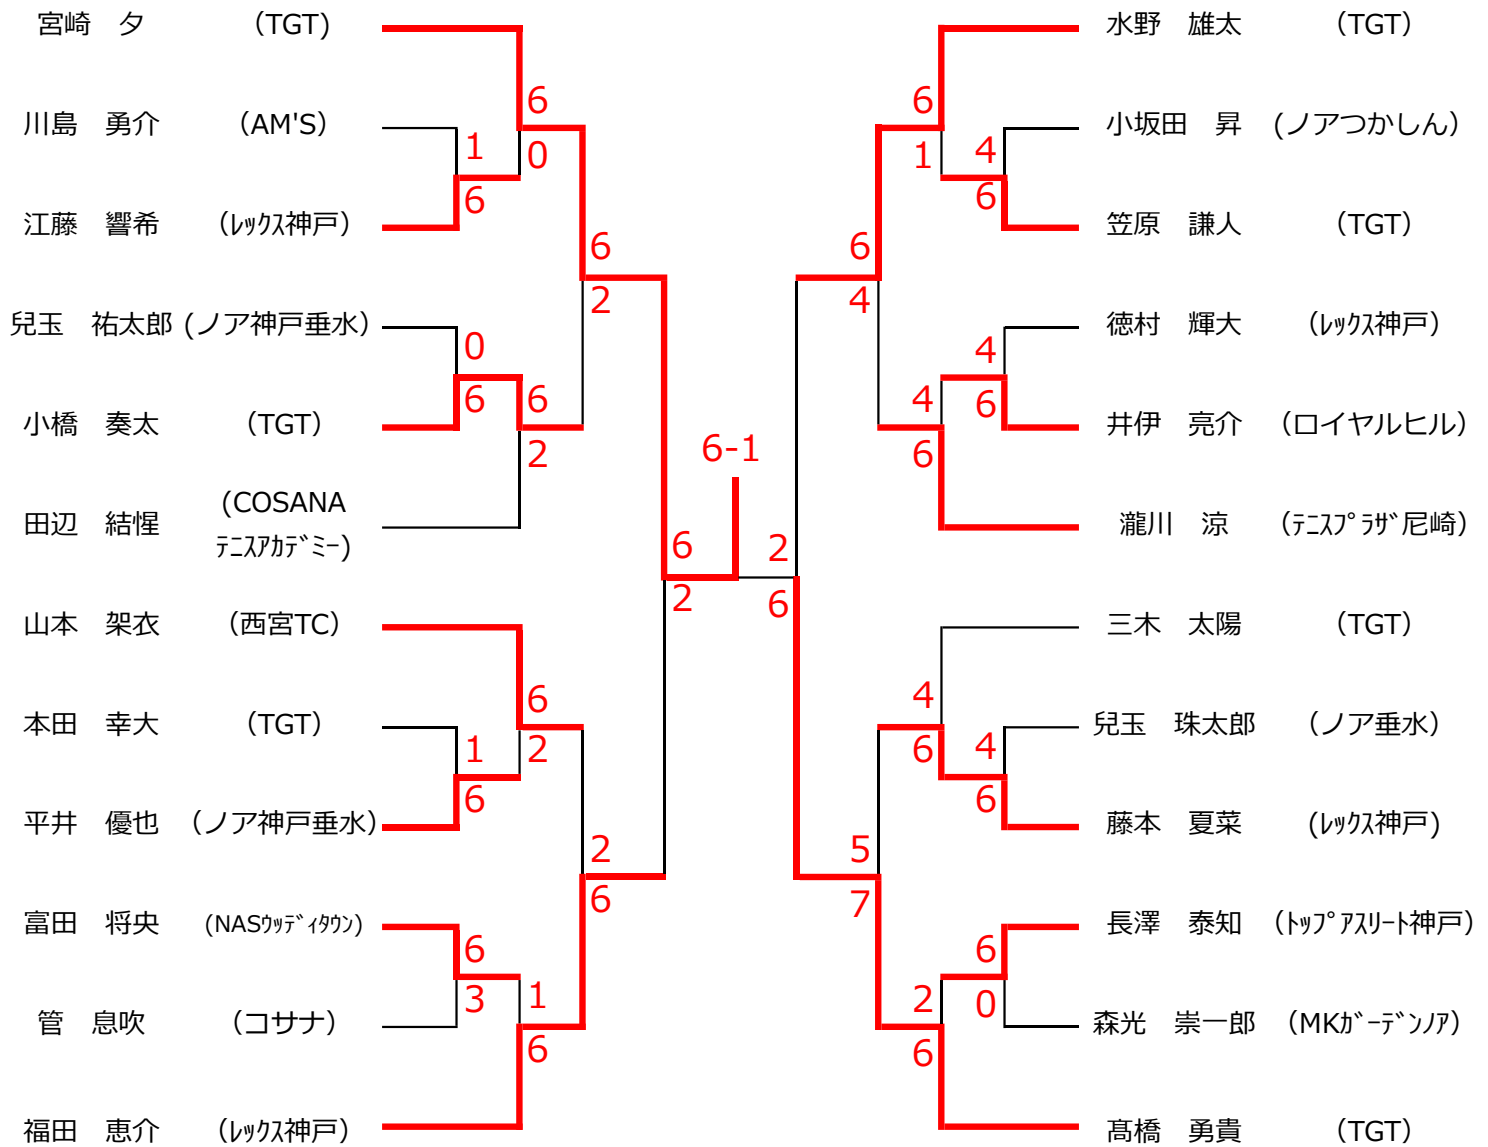 宮崎　夕　(TGT)
川島　勇介　(AM'S)
江藤　響希　(ﾚｯｸｽ神戸)
兒玉　祐太郎 (ノア神戸垂水)
小橋　奏太　(TGT)
田辺　結惺　(COSANA
ﾃﾆｽｱｶﾃﾞﾐｰ)
山本　架衣　(西宮TC)
本田　幸大　(TGT)
平井　優也　(ノア神戸垂水)
富田　将央　(NASｳｯﾃﾞｨﾀｳﾝ)
管　息吹　(コサナ)
福田　恵介　(ﾚｯｸｽ神戸)
6
0
1
6
6
2
0
6
6
2
6
2
6
2
1
6
2
6
6
3
1
6
6-1
2
6
6
1
4
6
6
4
4
6
4
6
4
6
4
6
5
7
6
0
2
6
水野　雄太　(TGT)
小坂田　昇　(ノアつかしん)
笠原　謙人　(TGT)
徳村　輝大　(ﾚｯｸｽ神戸)
井伊　亮介　(ロイヤルヒル)
瀧川　涼　(ﾃﾆｽﾌﾟﾗｻﾞ尼崎)
三木　太陽　(TGT)
兒玉　珠太郎　(ノア垂水)
藤本　夏菜　(ﾚｯｸｽ神戸)
長澤　泰知　(ﾄｯﾌﾟｱｽﾘｰﾄ神戸)
森光　崇一郎　(MKｶﾞｰﾃﾞﾝﾉｱ)
髙橋　勇貴　(TGT)